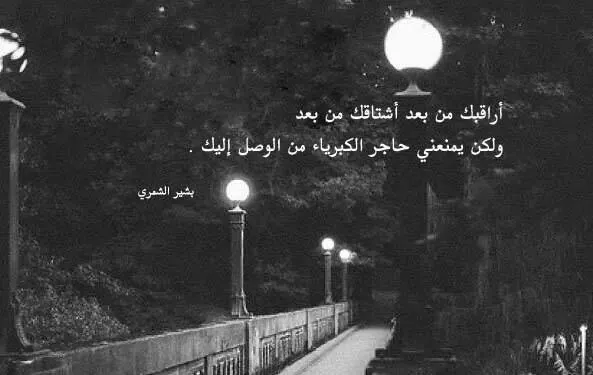 أراقبك من بعد أشتاقك من بعد
ولكن يمنعني حاجر الكبرياء من الوصل إليك .
بشير الشمري